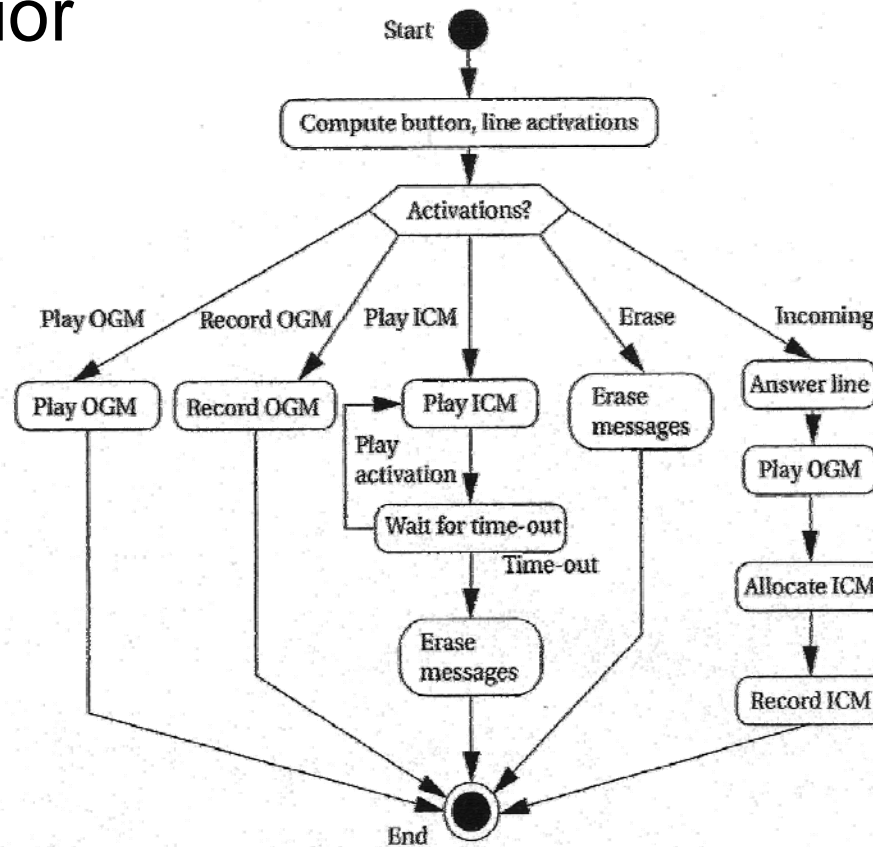 ior
Start
Compute button, line activations
Activations?
Play OGM
Record OGM
Play ICM
Erase
Incoming
Play OGM
Record OGM
Play ICM
Erase
messages
Answer line
Play
activation
Play OGM
Wait for time-out
Time-out
Allocate ICM
Erase
messages
Record ICM
End